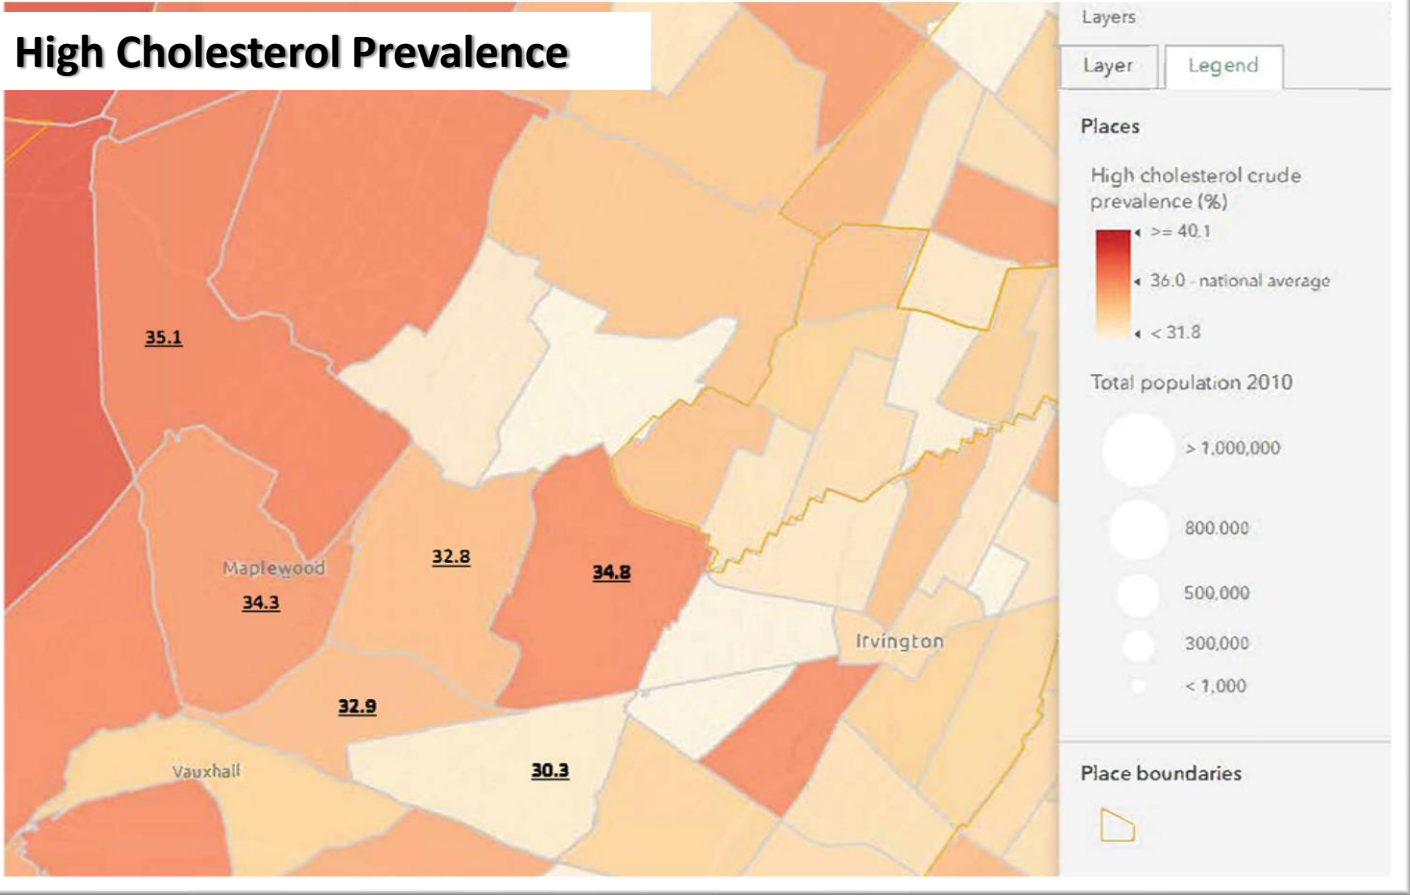 High Cholesterol Prevalence
35.1
32.8
34.8
Maplewood
34.3
Irvington
32.9
Vauxhall
30.3
Layers
Layer
Legend
Places
High cholesterol crude
prevalence (%)
>= 40.1
36.0 - national average
< 31.8
Total population 2010
> 1,000,000
800.000
500.000
300,000
< 1,000
Place boundaries